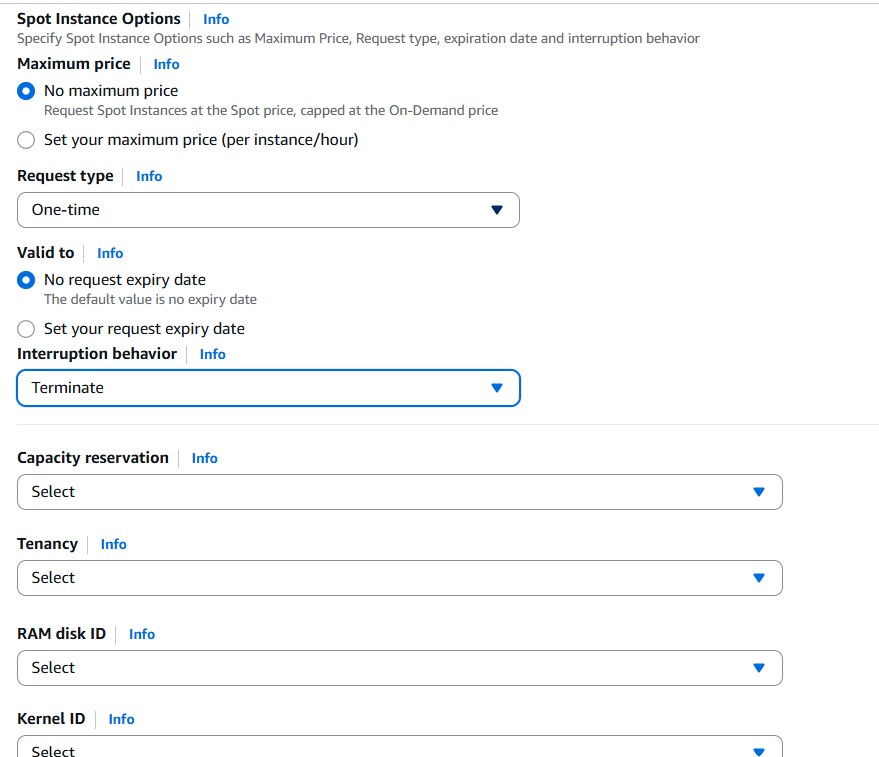 Spot Instance Options Info
Specify Spot Instance Options such as Maximum Price, Request type, expiration date and interruption behavior
Maximum price Info
No maximum price
Request Spot Instances at the Spot price, capped at the On-Demand price
Set your maximum price (per instance/hour)
Request type Info
One-time
Valid to Info
No request expiry date
The default value is no expiry date
Set your request expiry date
Interruption behavior Info
Terminate
Capacity reservation Info
Select
Tenancy Info
Select
RAM disk ID Info
Select
Kernel ID Info
Select